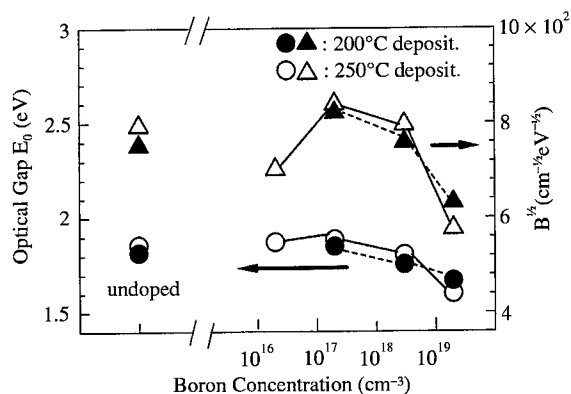 3
2.5
2
1.5
1
Optical Gap E₀ (eV)
●▲ : 200°C deposit.
○△ : 250°C deposit.
undoped
10 × 10²
8
6
4
B^½ (cm⁻½eV⁻½)
10¹⁶
10¹⁷
10¹⁸
10¹⁹
Boron Concentration (cm⁻³)